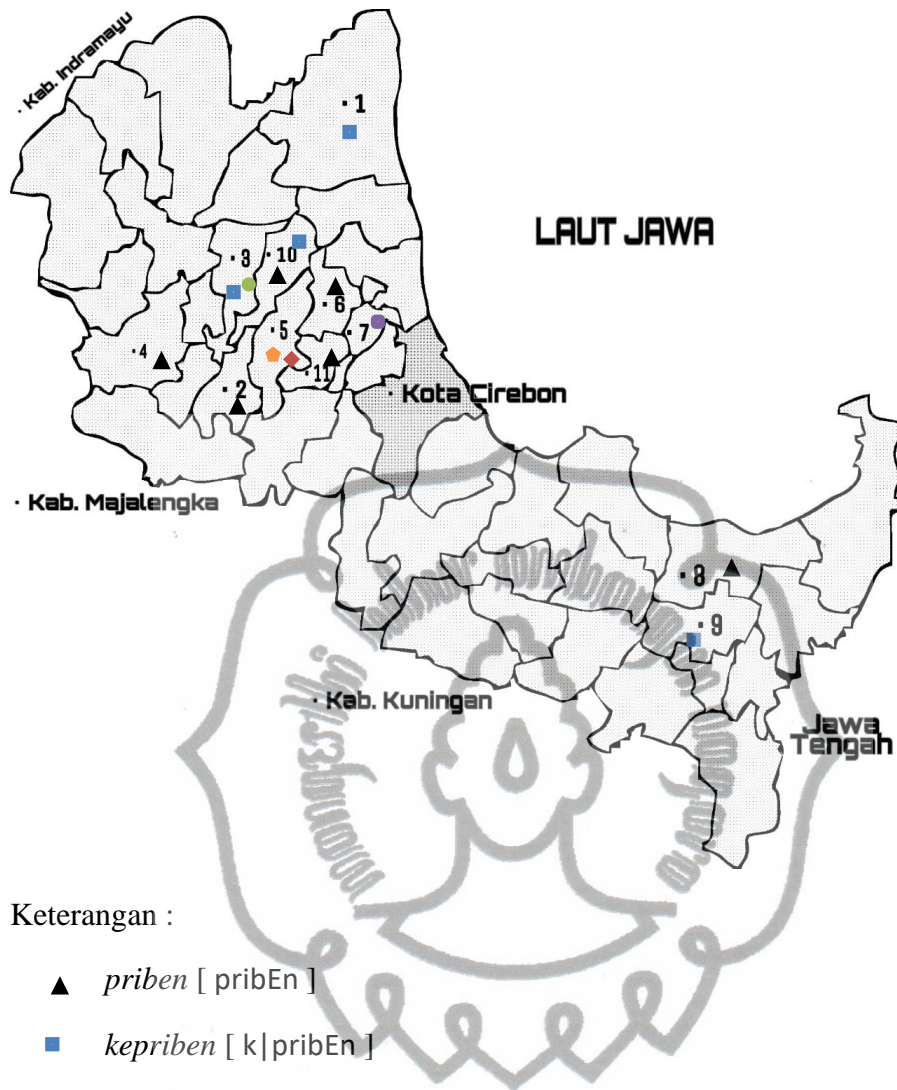 · Kab. Indramayu
· 1
LAUT JAWA
· 3
· 10
· 6
· 5
· 7
· 4
· 11
· 2
· Kota Cirebon
· Kab. Majalengka
· 8
· 9
· Kab. Kuningan
Jawa
Tengah
Keterangan :
priben [ pribEn ]
kepriben [ k|pribEn ]